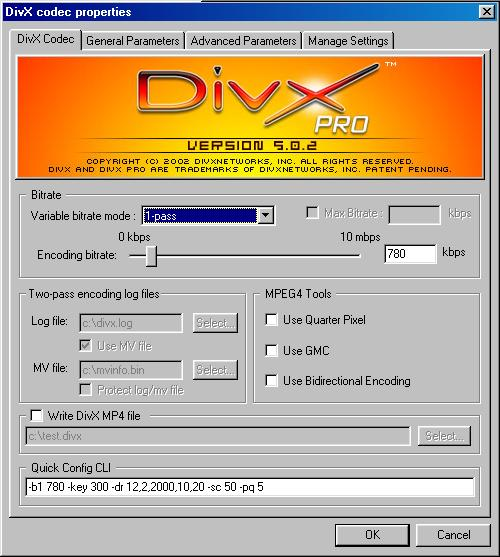 DivX codec properties
DivX Codec General Parameters Advanced Parameters Manage Settings
DivX ™
PRO
VERSION 5.0.2
COPYRIGHT (C) 2002 DIVXNETWORKS, INC. ALL RIGHTS RESERVED.
DIVX AND DIVX PRO ARE TRADEMARKS OF DIVXNETWORKS, INC. PATENT PENDING.
Bitrate
Variable bitrate mode : 1-pass Max Bitrate : kbps
0 kbps 10 mbps
Encoding bitrate: 780 kbps
Two-pass encoding log files
Log file: c:\divx.log Select...
Use MV file
MV file: c:\mvinfo.bin Select...
Protect log/mv file
MPEG4 Tools
Use Quarter Pixel
Use GMC
Use Bidirectional Encoding
Write DivX MP4 file
c:\test.divx Select...
Quick Config CLI
-b1 780 -key 300 -dr 12,2,2000,10,20 -sc 50 -pq 5
OK Cancel